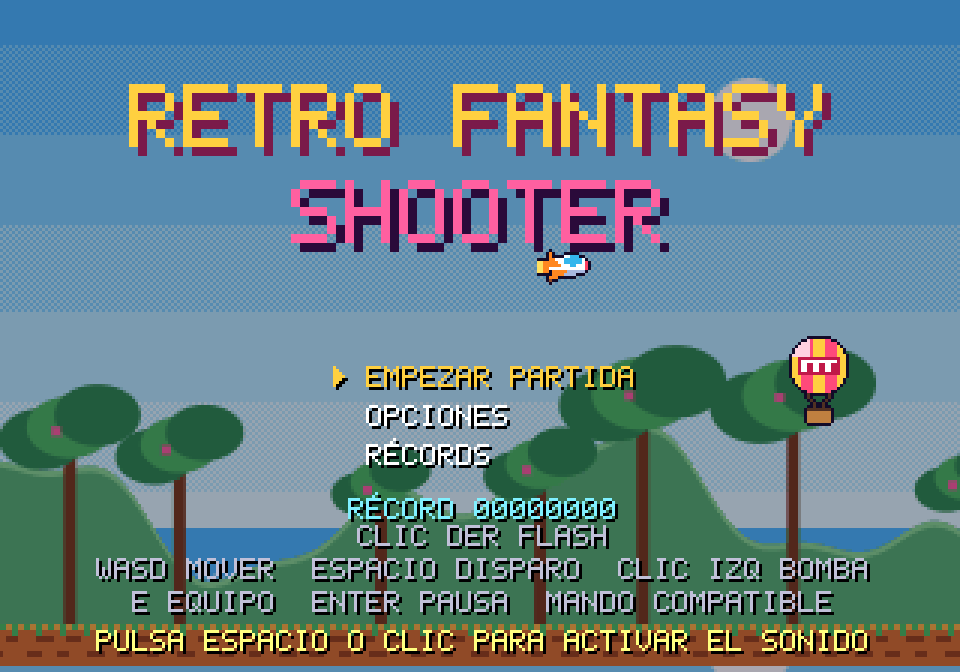 RETRO FANTASY
SHOOTER
EMPEZAR PARTIDA
OPCIONES
RÉCORDS
RÉCORD 00000000
CLIC DER FLASH
WASD MOVER ESPACIO DISPARO CLIC IZQ BOMBA
E EQUIPO ENTER PAUSA MANDO COMPATIBLE
PULSA ESPACIO O CLIC PARA ACTIVAR EL SONIDO